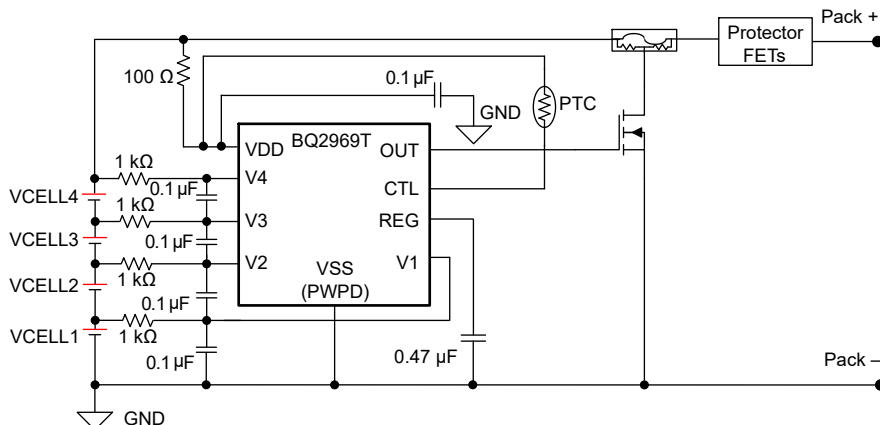 Pack +
Protector
FETs
100 Ω
0.1 µF
GND
PTC
BQ2969T
VDD
OUT
1 kΩ
V4
0.1 µF
CTL
VCELL4
1 kΩ
V3
REG
VCELL3
0.1 µF
V2
VSS
(PWPD)
V1
1 kΩ
VCELL2
0.1 µF
VCELL1
1 kΩ
0.1 µF
0.47 µF
Pack –
GND